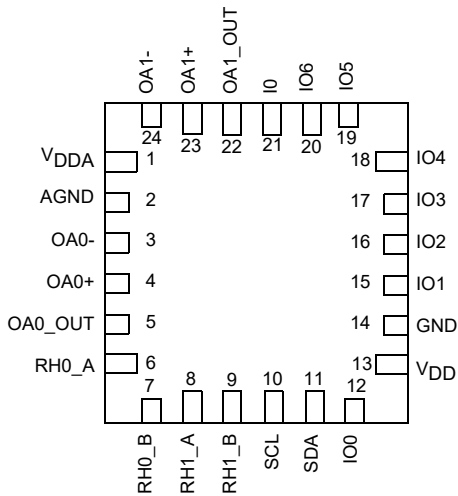 OA1-
OA1+
OA1_OUT
I0
IO6
IO5
24
23
22
21
20
19
VDDA
1
18
IO4
AGND
2
17
IO3
OA0-
3
16
IO2
OA0+
4
15
IO1
OA0_OUT
5
14
GND
RH0_A
6
13
VDD
7
8
9
10
11
12
RH0_B
RH1_A
RH1_B
SCL
SDA
IO0